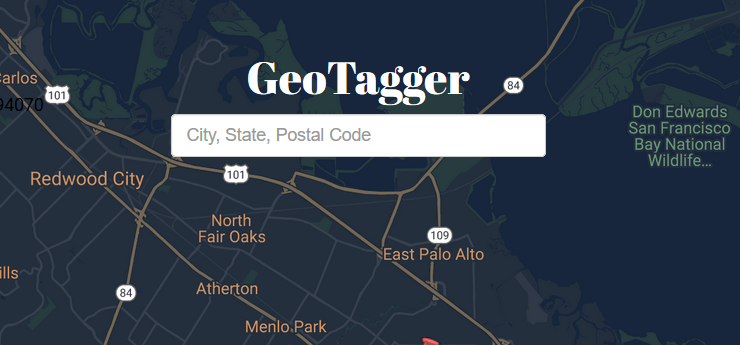 GeoTagger
84
Carlos
101
94070
Don Edwards
San Francisco
Bay National
Wildlife...
City, State, Postal Code
101
Redwood City
North
Fair Oaks
109
East Palo Alto
ills
Atherton
84
Menlo Park